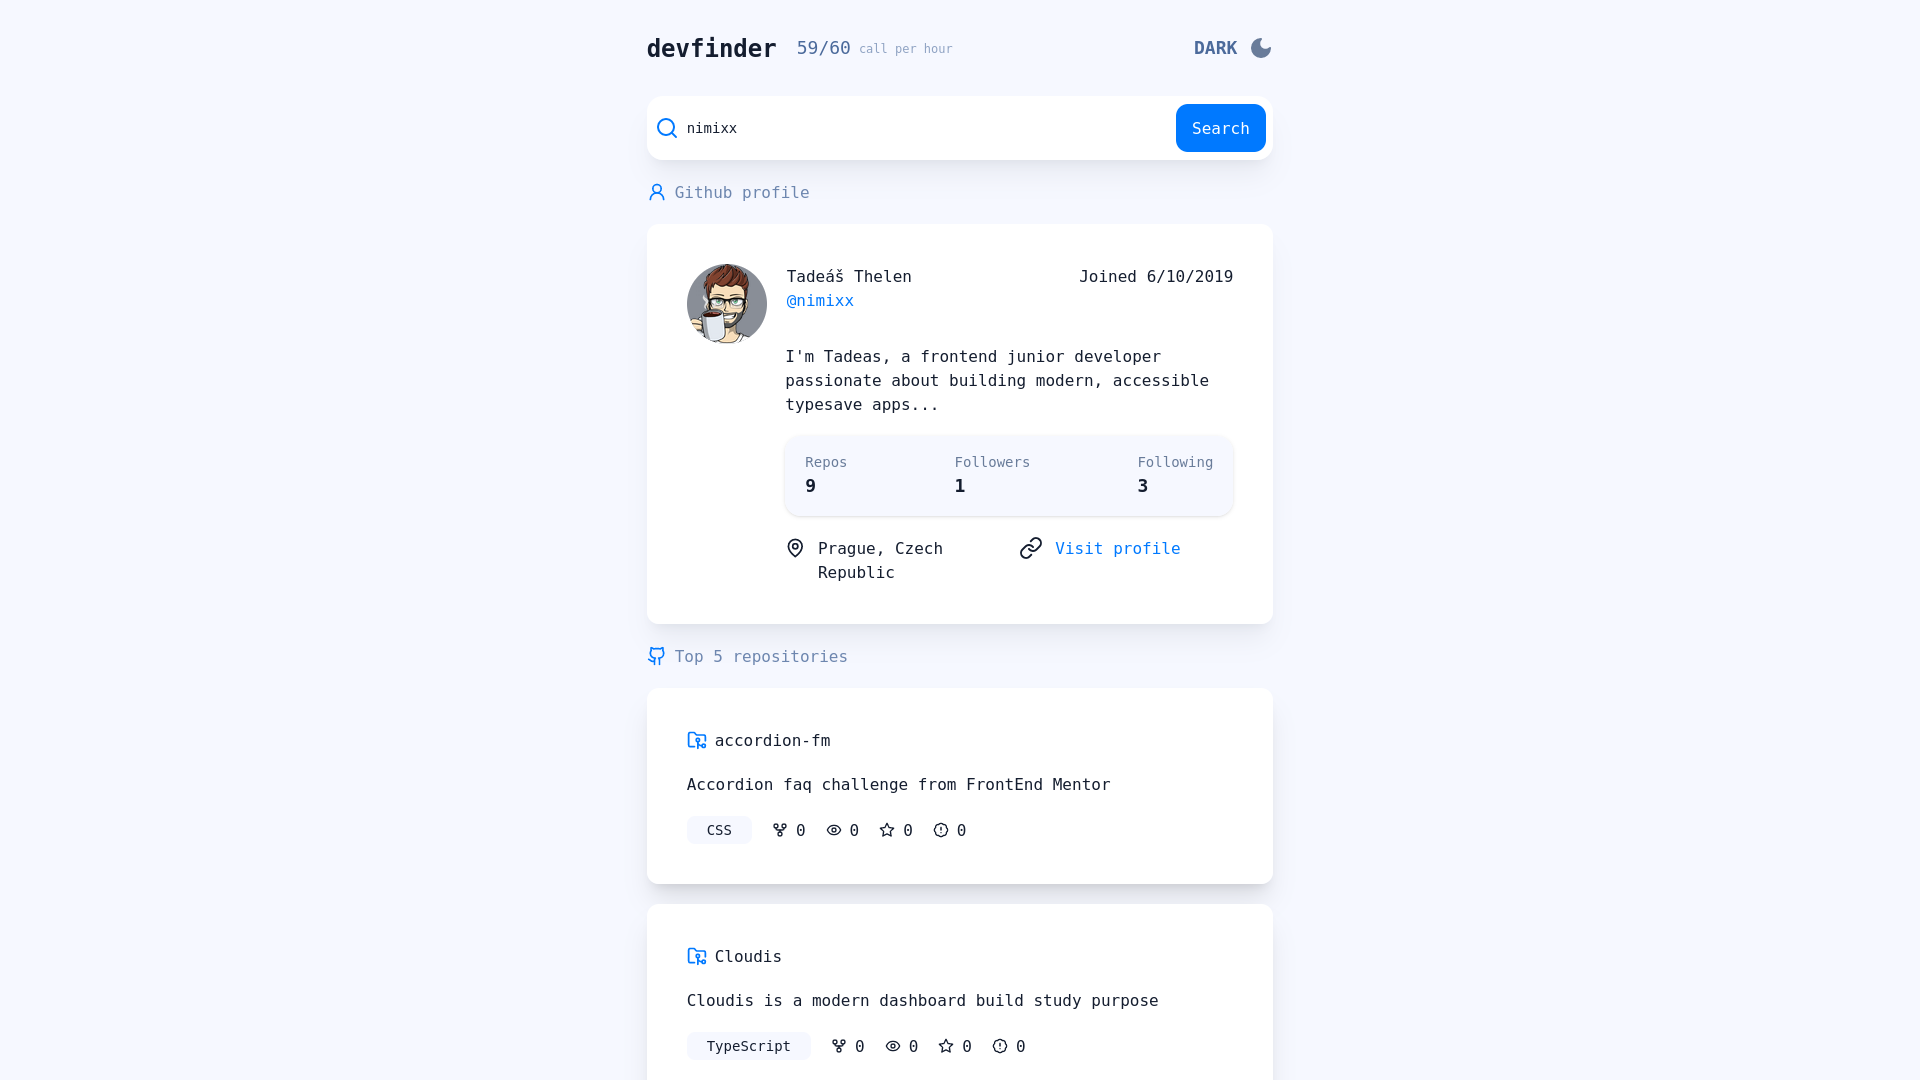 devfinder 59/60 call per hour DARK
nimixx Search
Github profile
Tadeáš Thelen Joined 6/10/2019
@nimixx
I'm Tadeas, a frontend junior developer
passionate about building modern, accessible
typesave apps...
Repos Followers Following
9 1 3
Prague, Czech Visit profile
Republic
Top 5 repositories
accordion-fm
Accordion faq challenge from FrontEnd Mentor
CSS 0 0 0 0
Cloudis
Cloudis is a modern dashboard build study purpose
TypeScript 0 0 0 0